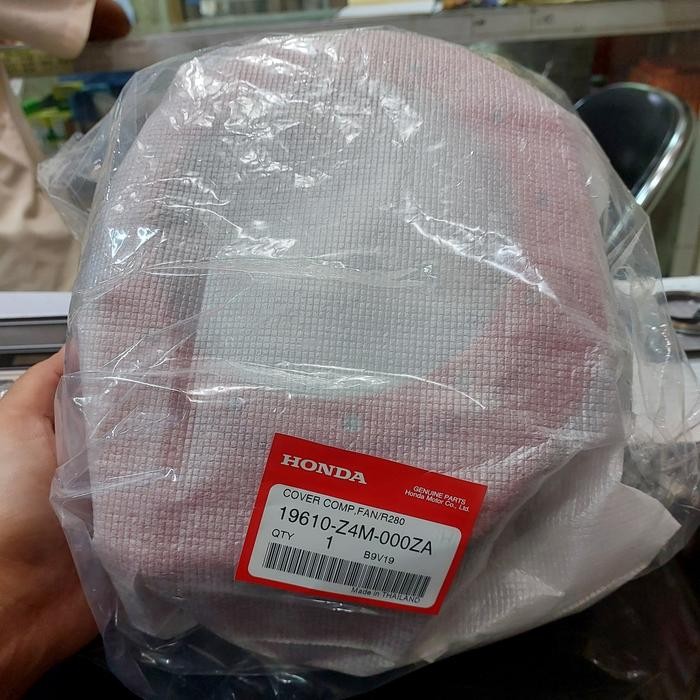 HONDA
GENUINE PARTS
Honda Motor Co., Ltd.
COVER COMP,FAN/R280
19610-Z4M-000ZA
QTY 1 B9V19
Made in THAILAND